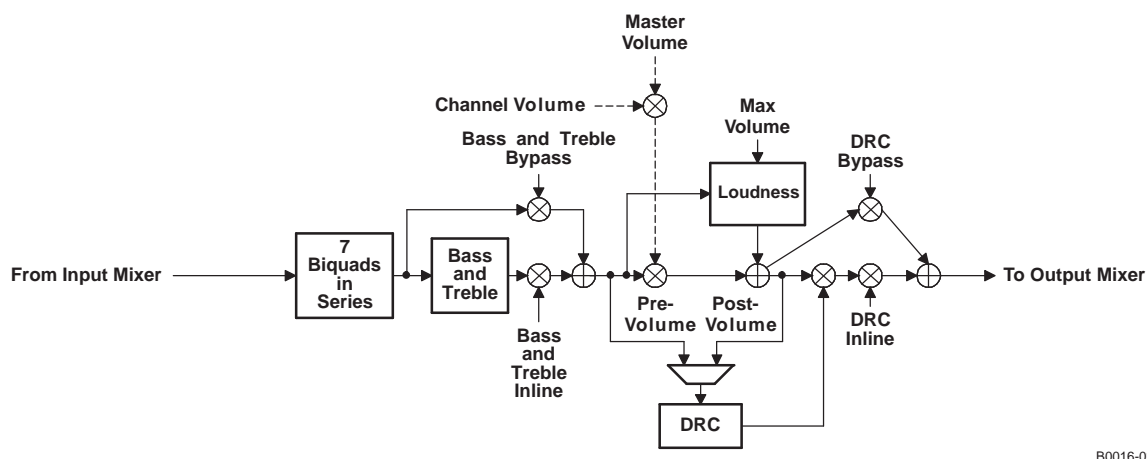 Master
Volume
Channel Volume
Max
Volume
Bass and Treble
Bypass
DRC
Bypass
Loudness
7
Biquads
in
Series
Bass
and
Treble
From Input Mixer
To Output Mixer
Pre-
Volume
Post-
Volume
Bass
and
Treble
Inline
DRC
Inline
DRC
B0016-0